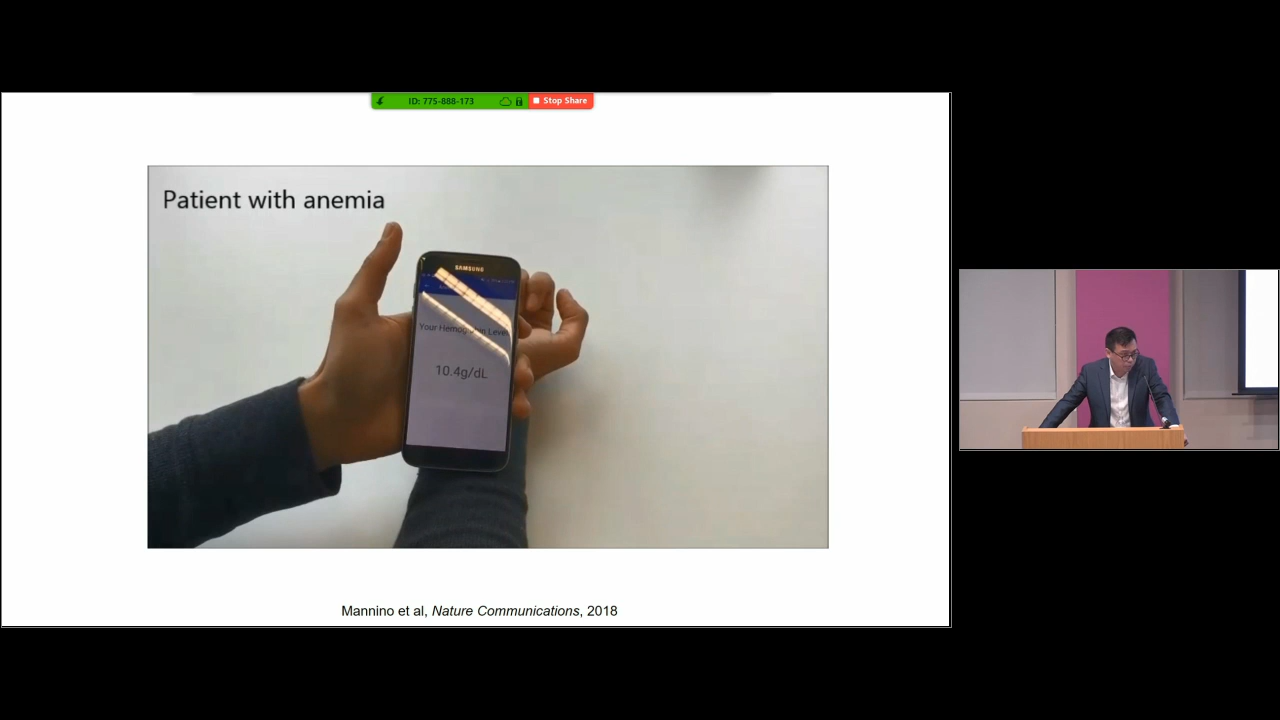 ID: 775-888-173
Stop Share
Patient with anemia
SAMSUNG
Your Hemoglobin Level
10.4g/dL
Mannino et al, Nature Communications, 2018